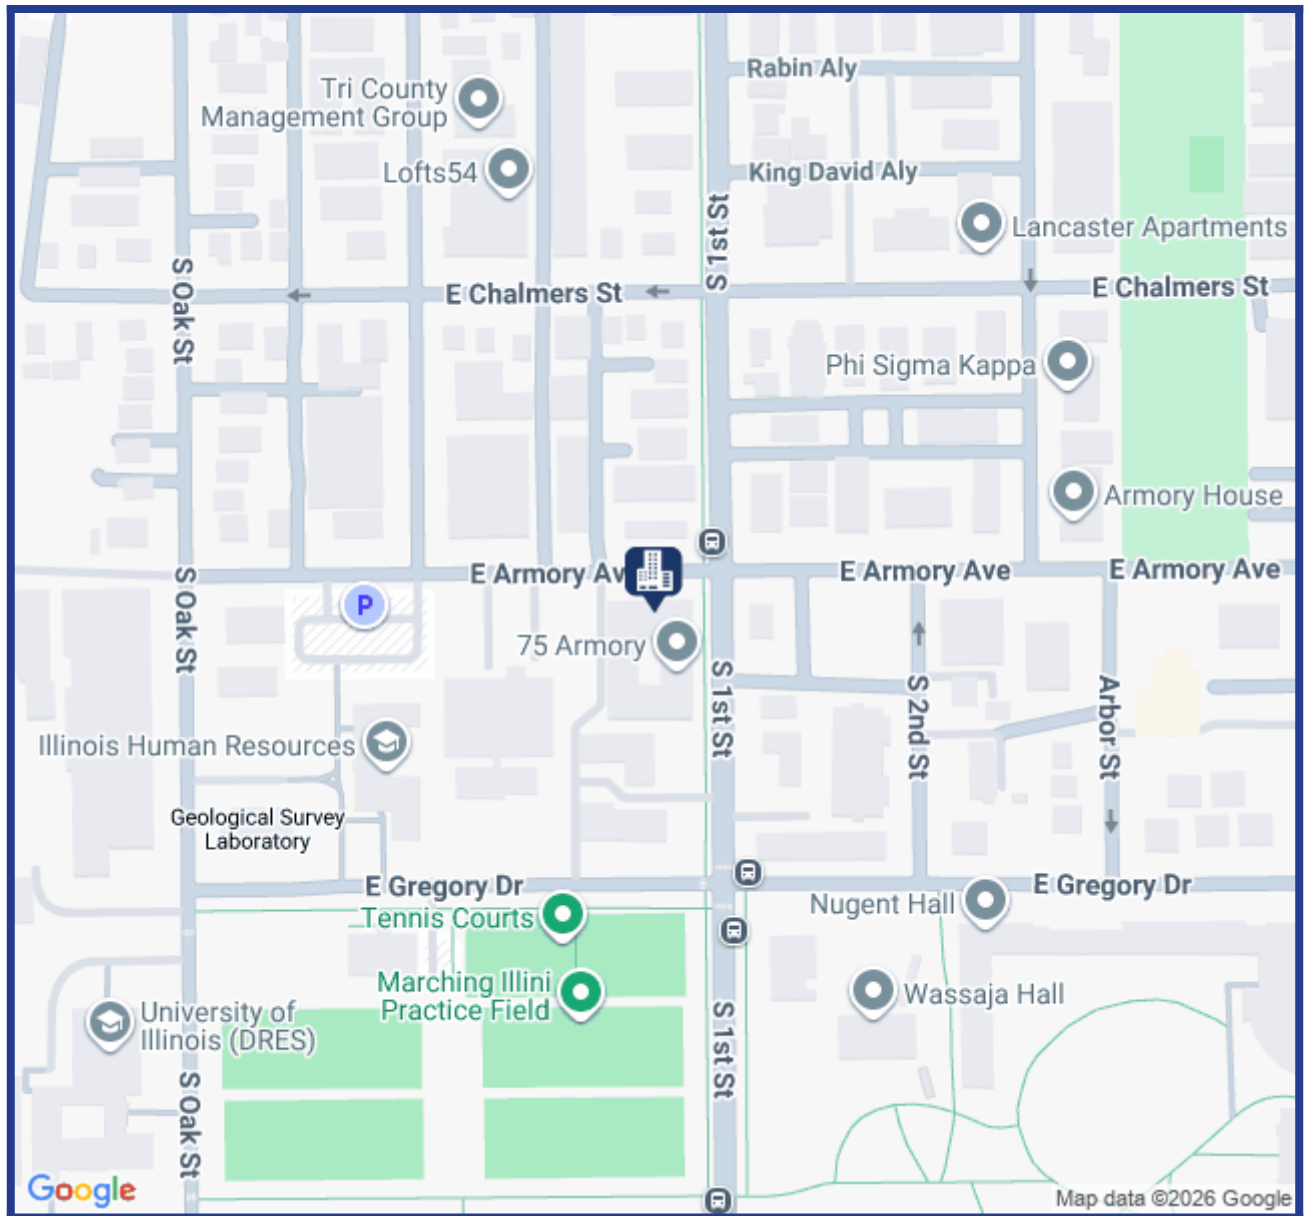 Rabin Aly
Tri County
Management Group
Lofts54
King David Aly
S 1st St
Lancaster Apartments
S Oak St
E Chalmers St
E Chalmers St
Phi Sigma Kappa
Armory House
E Armory Av
E Armory Ave
E Armory Ave
P
S Oak St
75 Armory
S 1st St
S 2nd St
Arbor St
Illinois Human Resources
Geological Survey
Laboratory
E Gregory Dr
E Gregory Dr
Nugent Hall
Tennis Courts
Marching Illini
Practice Field
Wassaja Hall
University of
Illinois (DRES)
S 1st St
S Oak St
Google
Map data ©2026 Google